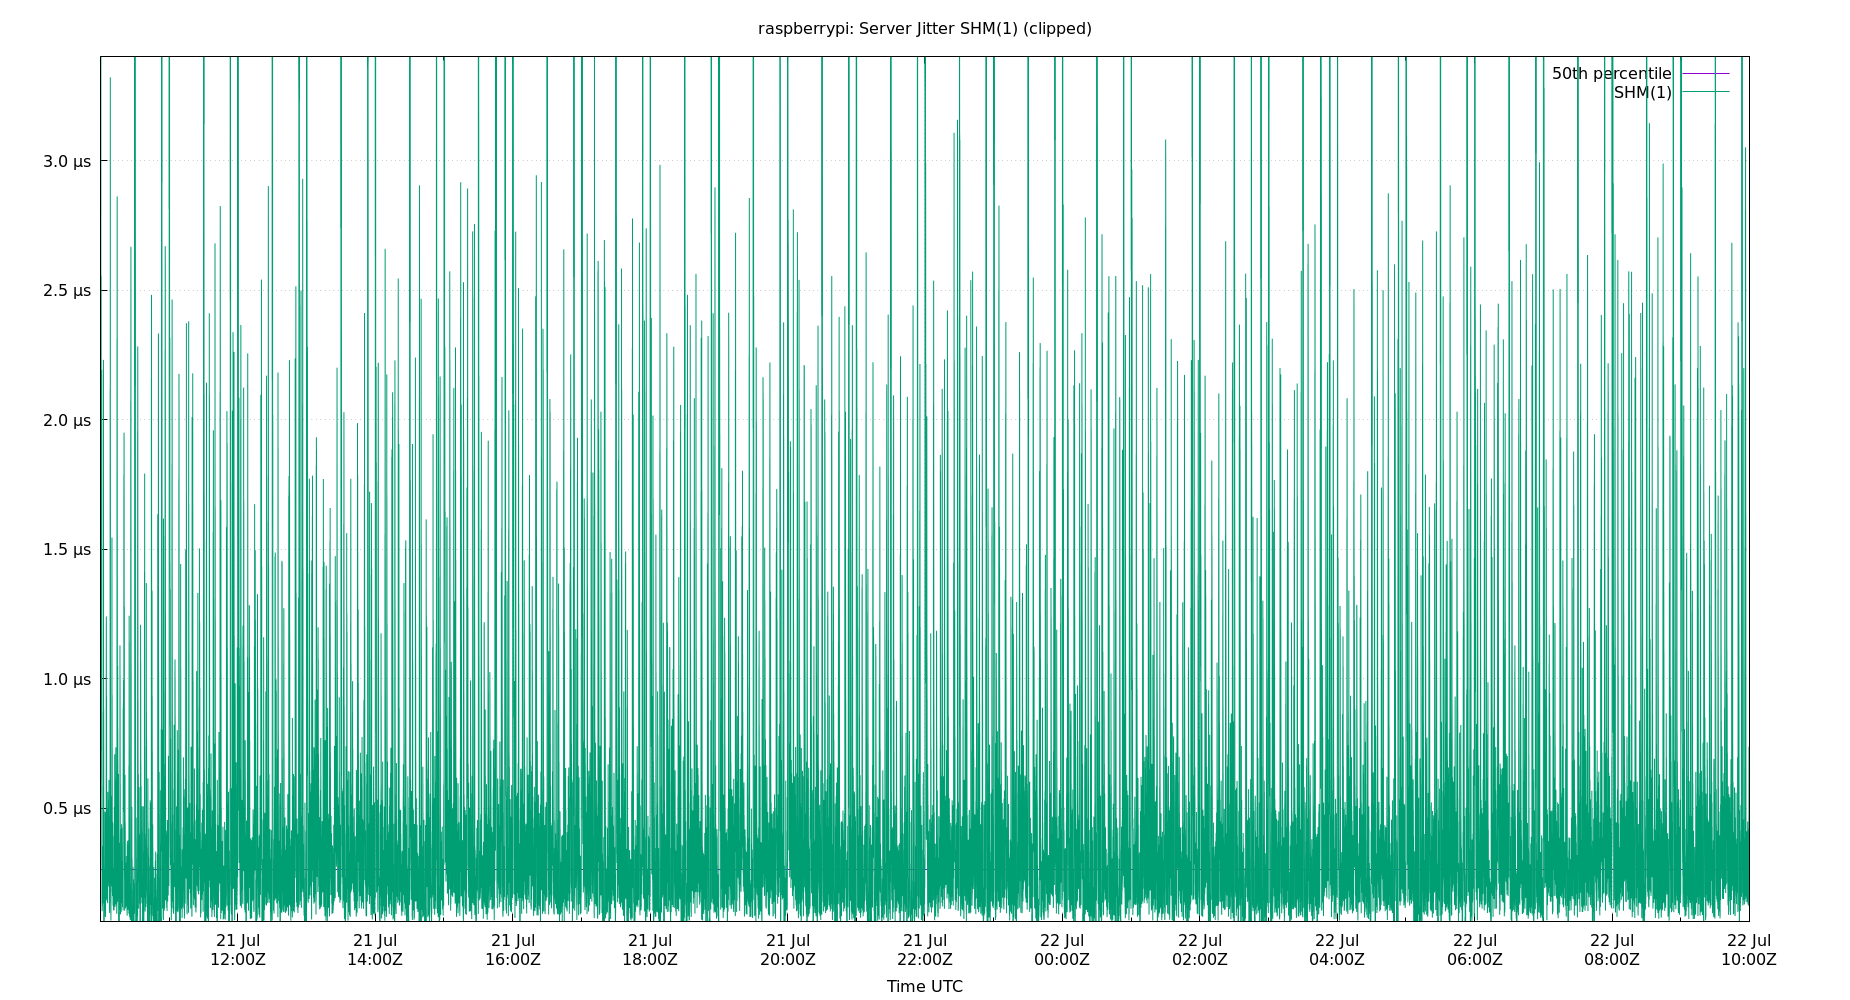 raspberrypi: Server Jitter SHM(1) (clipped)
50th percentile
SHM(1)
3.0 µs
2.5 µs
2.0 µs
1.5 µs
1.0 µs
0.5 µs
21 Jul 21 Jul 21 Jul 21 Jul 21 Jul 21 Jul 22 Jul 22 Jul 22 Jul 22 Jul 22 Jul 22 Jul
12:00Z 14:00Z 16:00Z 18:00Z 20:00Z 22:00Z 00:00Z 02:00Z 04:00Z 06:00Z 08:00Z 10:00Z
Time UTC